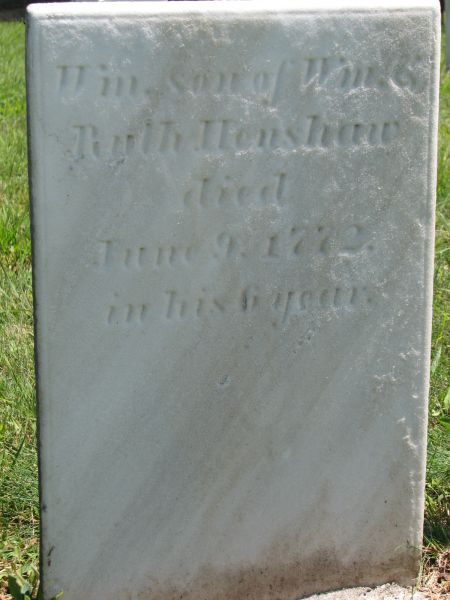 Wm. son of Wm. &
Ruth Henshaw
died
June 9. 1772.
in his 6 year.